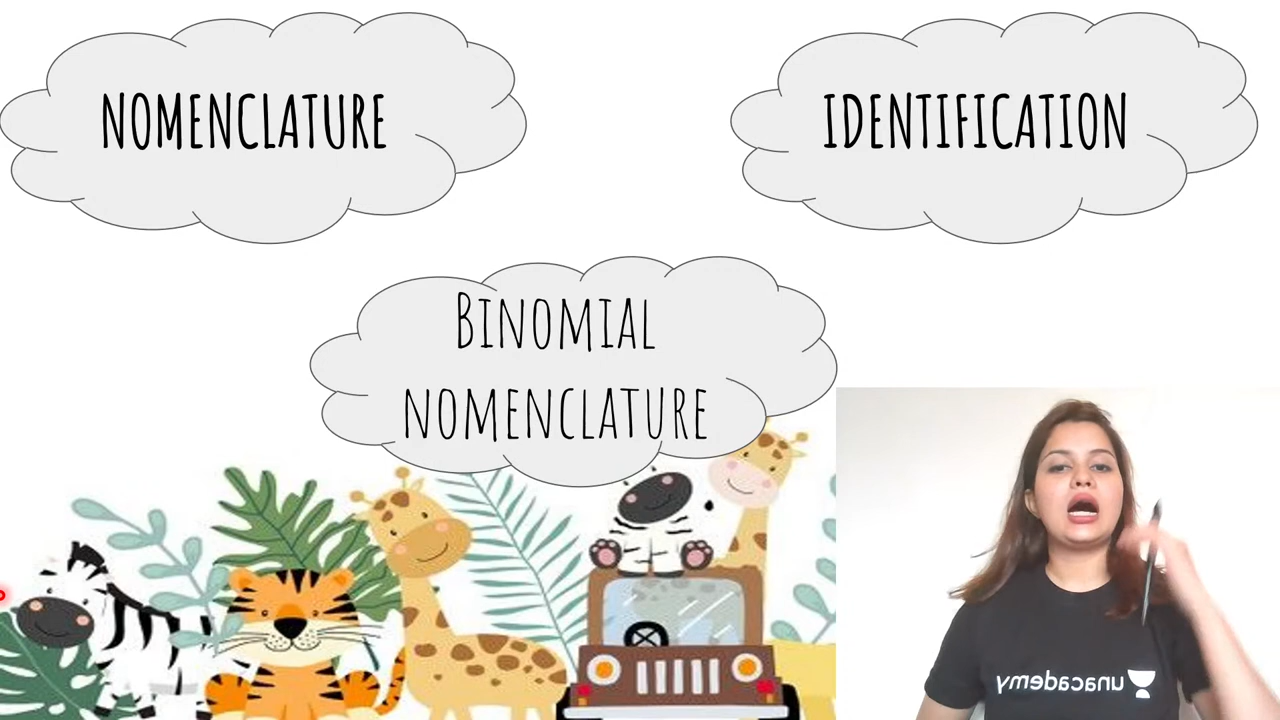 NOMENCLATURE
IDENTIFICATION
BINOMIAL
NOMENCLATURE
unacademy